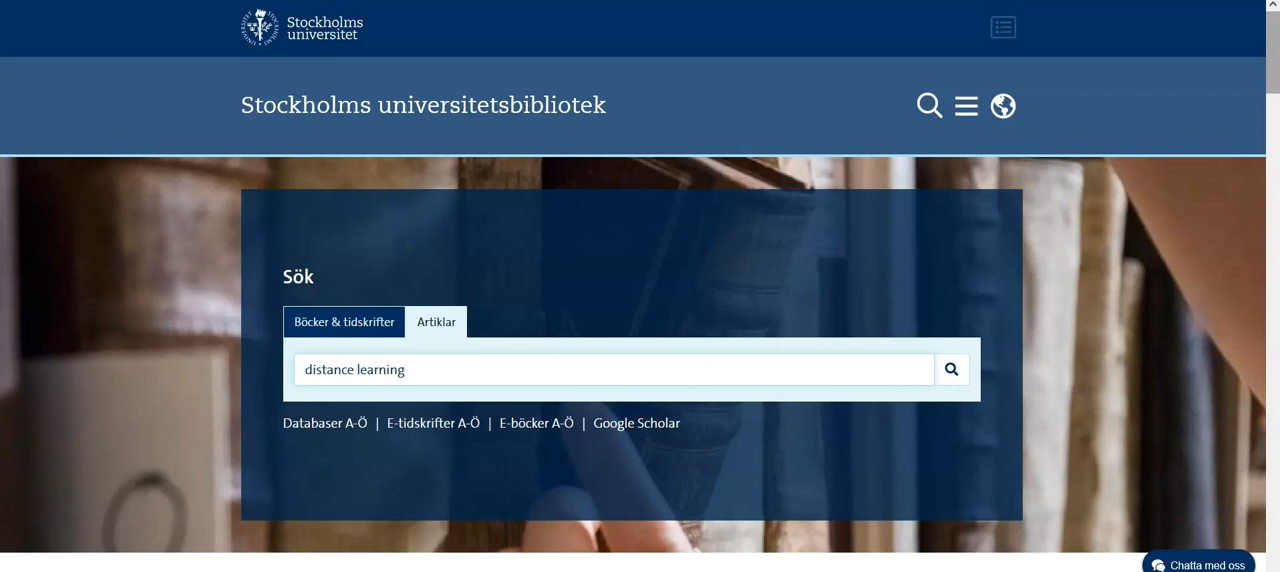 Stockholms
universitet
Stockholms universitetsbibliotek
Sök
Böcker & tidskrifter
Artiklar
distance learning
Databaser A-Ö | E-tidskrifter A-Ö | E-böcker A-Ö | Google Scholar
Chatta med oss